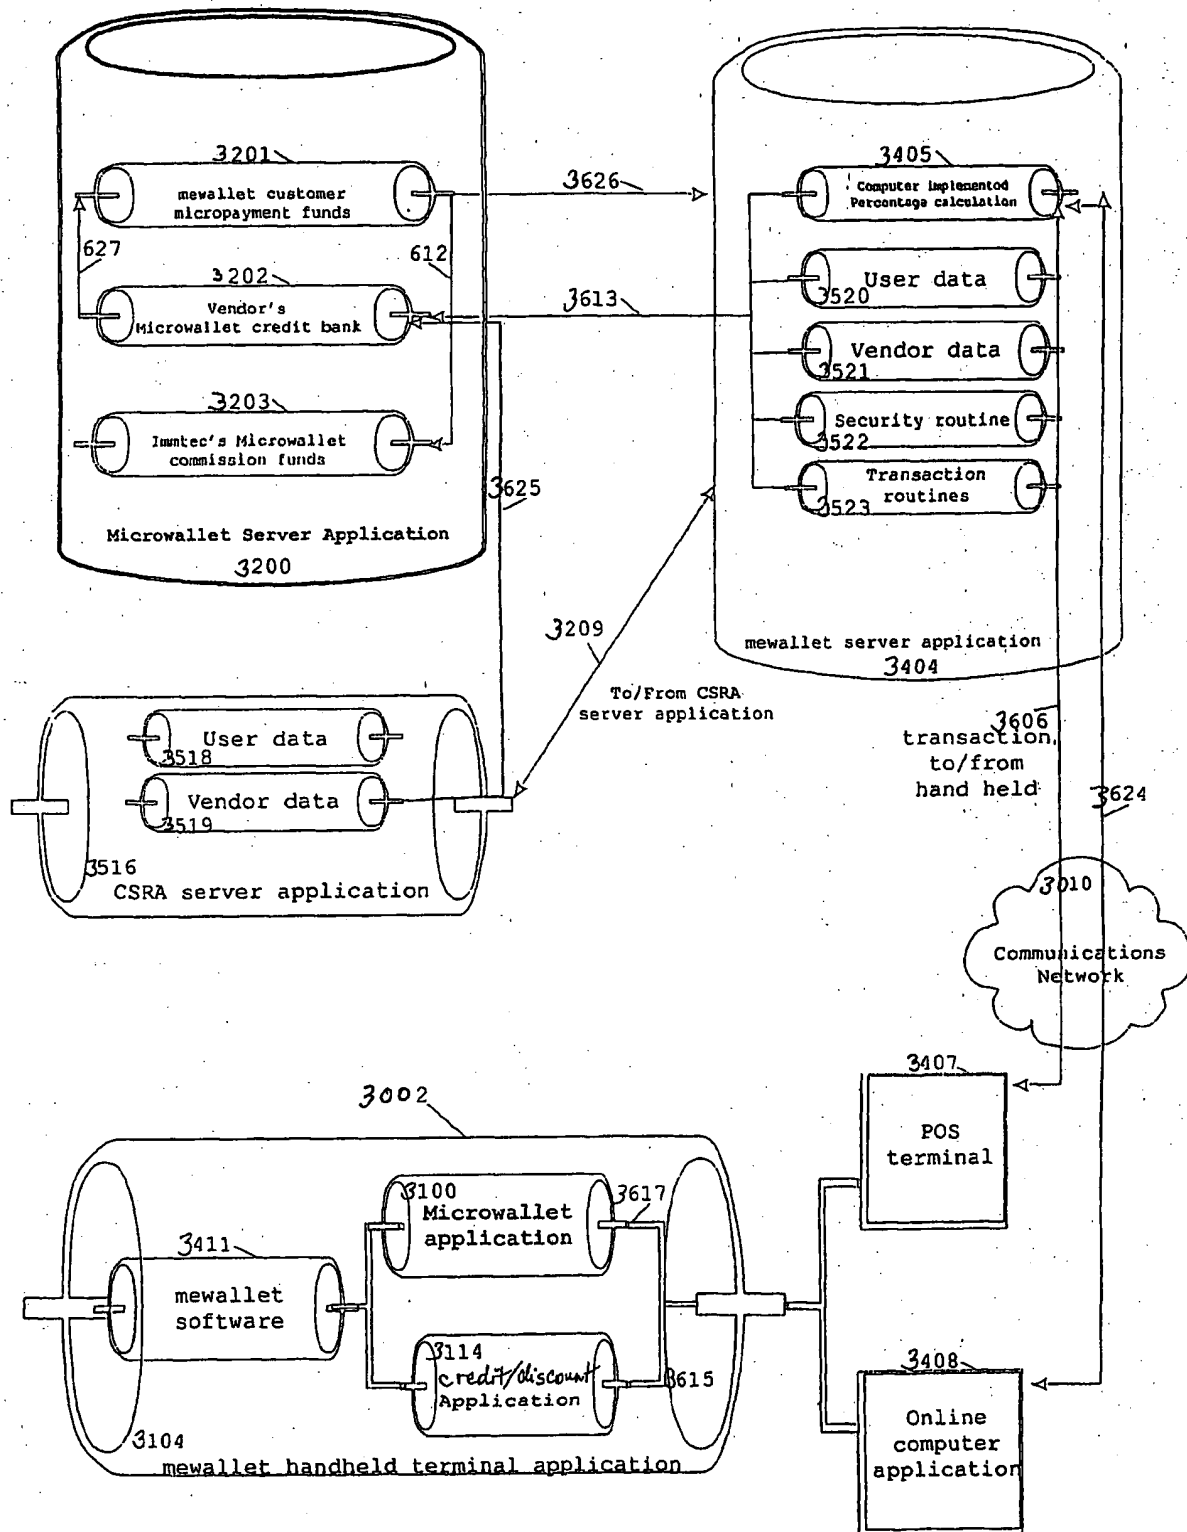 3201
mewallet customer
micropayment funds
627
612
3202
Vendor's
Microwallet credit bank
3203
Immtec's Microwallet
commission funds
Microwallet Server Application
3200
3626
3613
3625
3405
Computer implemented
Percentage calculation
User data
3520
Vendor data
3521
Security routine
3522
Transaction
routines
3523
mewallet server application
3404
3209
To/From CSRA
server application
User data
3518
Vendor data
3519
3516
CSRA server application
3606
transaction
to/from
hand held
3624
3010
Communications
Network
3407
POS
terminal
3002
3100
Microwallet
application
3617
3411
mewallet
software
3114
credit/discount
Application
3615
3104
mewallet handheld terminal application
3408
Online
computer
application